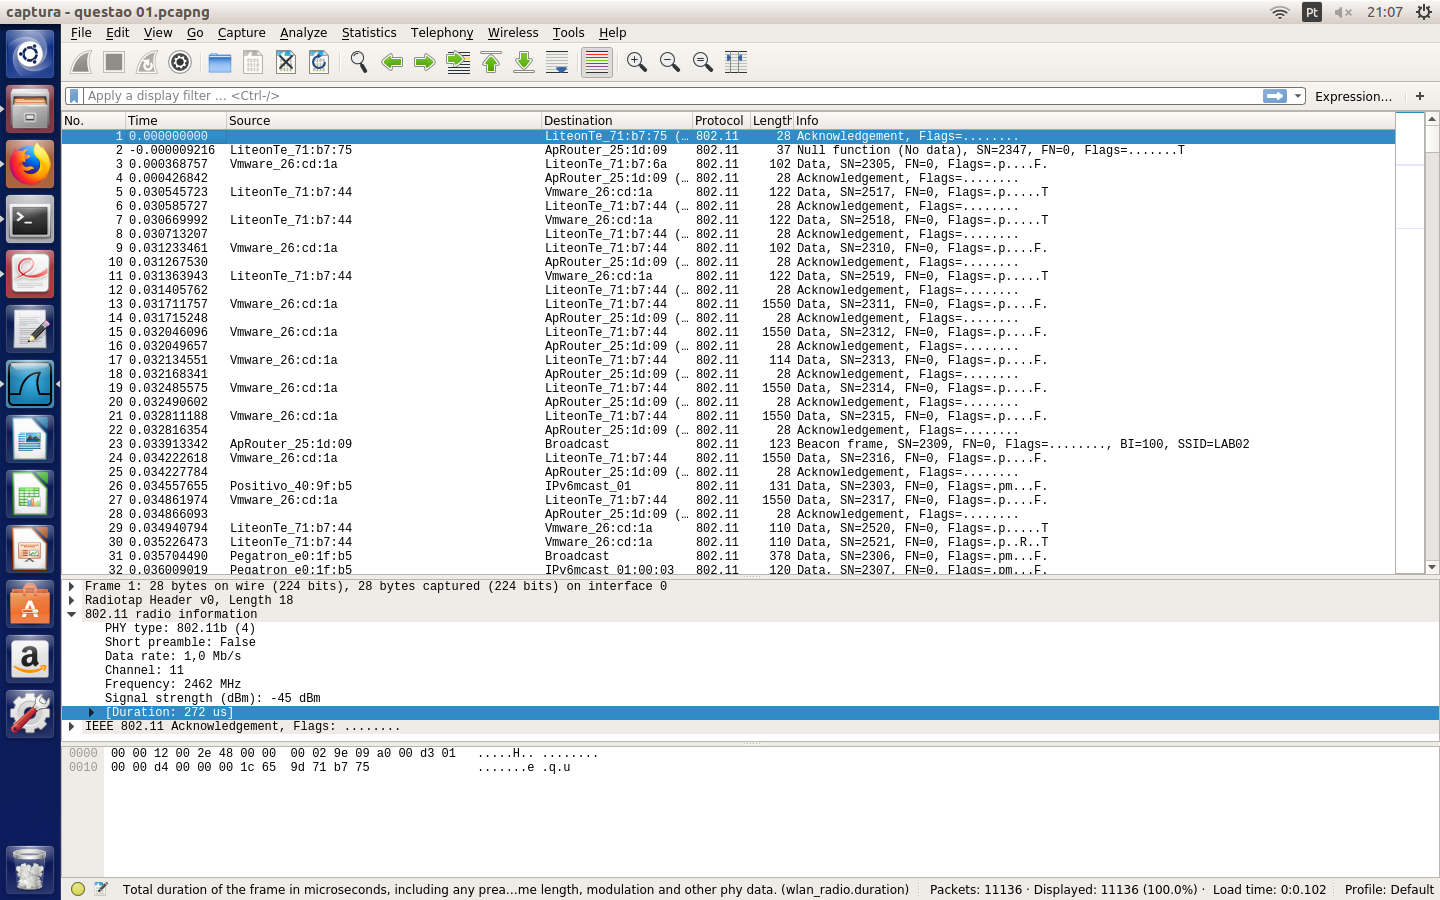 captura - questao 01.pcapng
Pt
21:07
File Edit View Go Capture Analyze Statistics Telephony Wireless Tools Help
Apply a display filter ... <Ctrl-/>
Expression... +
No. Time Source Destination Protocol Length Info
1 0.000000000 LiteonTe_71:b7:75 (… 802.11 28 Acknowledgement, Flags=........
2 -0.000009216 LiteonTe_71:b7:75 ApRouter_25:1d:09 802.11 37 Null function (No data), SN=2347, FN=0, Flags=.......T
3 0.000368757 Vmware_26:cd:1a LiteonTe_71:b7:6a 802.11 102 Data, SN=2305, FN=0, Flags=.p....F.
4 0.000426842 ApRouter_25:1d:09 (… 802.11 28 Acknowledgement, Flags=........
5 0.030545723 LiteonTe_71:b7:44 Vmware_26:cd:1a 802.11 122 Data, SN=2517, FN=0, Flags=.p.....T
6 0.030585727 LiteonTe_71:b7:44 (… 802.11 28 Acknowledgement, Flags=........
7 0.030669992 LiteonTe_71:b7:44 Vmware_26:cd:1a 802.11 122 Data, SN=2518, FN=0, Flags=.p.....T
8 0.030713207 LiteonTe_71:b7:44 (… 802.11 28 Acknowledgement, Flags=........
9 0.031233461 Vmware_26:cd:1a LiteonTe_71:b7:44 802.11 102 Data, SN=2310, FN=0, Flags=.p....F.
10 0.031267530 ApRouter_25:1d:09 (… 802.11 28 Acknowledgement, Flags=........
11 0.031363943 LiteonTe_71:b7:44 Vmware_26:cd:1a 802.11 122 Data, SN=2519, FN=0, Flags=.p.....T
12 0.031405762 LiteonTe_71:b7:44 (… 802.11 28 Acknowledgement, Flags=........
13 0.031711757 Vmware_26:cd:1a LiteonTe_71:b7:44 802.11 1550 Data, SN=2311, FN=0, Flags=.p....F.
14 0.031715248 ApRouter_25:1d:09 (… 802.11 28 Acknowledgement, Flags=........
15 0.032046096 Vmware_26:cd:1a LiteonTe_71:b7:44 802.11 1550 Data, SN=2312, FN=0, Flags=.p....F.
16 0.032049657 ApRouter_25:1d:09 (… 802.11 28 Acknowledgement, Flags=........
17 0.032134551 Vmware_26:cd:1a LiteonTe_71:b7:44 802.11 114 Data, SN=2313, FN=0, Flags=.p....F.
18 0.032168341 ApRouter_25:1d:09 (… 802.11 28 Acknowledgement, Flags=........
19 0.032485575 Vmware_26:cd:1a LiteonTe_71:b7:44 802.11 1550 Data, SN=2314, FN=0, Flags=.p....F.
20 0.032490602 ApRouter_25:1d:09 (… 802.11 28 Acknowledgement, Flags=........
21 0.032811188 Vmware_26:cd:1a LiteonTe_71:b7:44 802.11 1550 Data, SN=2315, FN=0, Flags=.p....F.
22 0.032816354 ApRouter_25:1d:09 (… 802.11 28 Acknowledgement, Flags=........
23 0.033913342 ApRouter_25:1d:09 Broadcast 802.11 123 Beacon frame, SN=2309, FN=0, Flags=........, BI=100, SSID=LAB02
24 0.034222618 Vmware_26:cd:1a LiteonTe_71:b7:44 802.11 1550 Data, SN=2316, FN=0, Flags=.p....F.
25 0.034227784 ApRouter_25:1d:09 (… 802.11 28 Acknowledgement, Flags=........
26 0.034557655 Positivo_40:9f:b5 IPv6mcast_01 802.11 131 Data, SN=2303, FN=0, Flags=.pm...F.
27 0.034861974 Vmware_26:cd:1a LiteonTe_71:b7:44 802.11 1550 Data, SN=2317, FN=0, Flags=.p....F.
28 0.034866093 ApRouter_25:1d:09 (… 802.11 28 Acknowledgement, Flags=........
29 0.034940794 LiteonTe_71:b7:44 Vmware_26:cd:1a 802.11 110 Data, SN=2520, FN=0, Flags=.p.....T
30 0.035226473 LiteonTe_71:b7:44 Vmware_26:cd:1a 802.11 110 Data, SN=2521, FN=0, Flags=.p..R..T
31 0.035704490 Pegatron_e0:1f:b5 Broadcast 802.11 378 Data, SN=2306, FN=0, Flags=.pm...F.
32 0.036009019 Pegatron_e0:1f:b5 IPv6mcast_01:00:03 802.11 120 Data, SN=2307, FN=0, Flags=.pm...F.
Frame 1: 28 bytes on wire (224 bits), 28 bytes captured (224 bits) on interface 0
Radiotap Header v0, Length 18
802.11 radio information
PHY type: 802.11b (4)
Short preamble: False
Data rate: 1,0 Mb/s
Channel: 11
Frequency: 2462 MHz
Signal strength (dBm): -45 dBm
[Duration: 272 us]
IEEE 802.11 Acknowledgement, Flags: ........
0000 00 00 12 00 2e 48 00 00 00 02 9e 09 a0 00 d3 01 .....H.. ........
0010 00 00 d4 00 00 00 1c 65 9d 71 b7 75 .......e .q.u
Total duration of the frame in microseconds, including any prea…me length, modulation and other phy data. (wlan_radio.duration) Packets: 11136 · Displayed: 11136 (100.0%) · Load time: 0:0.102 Profile: Default